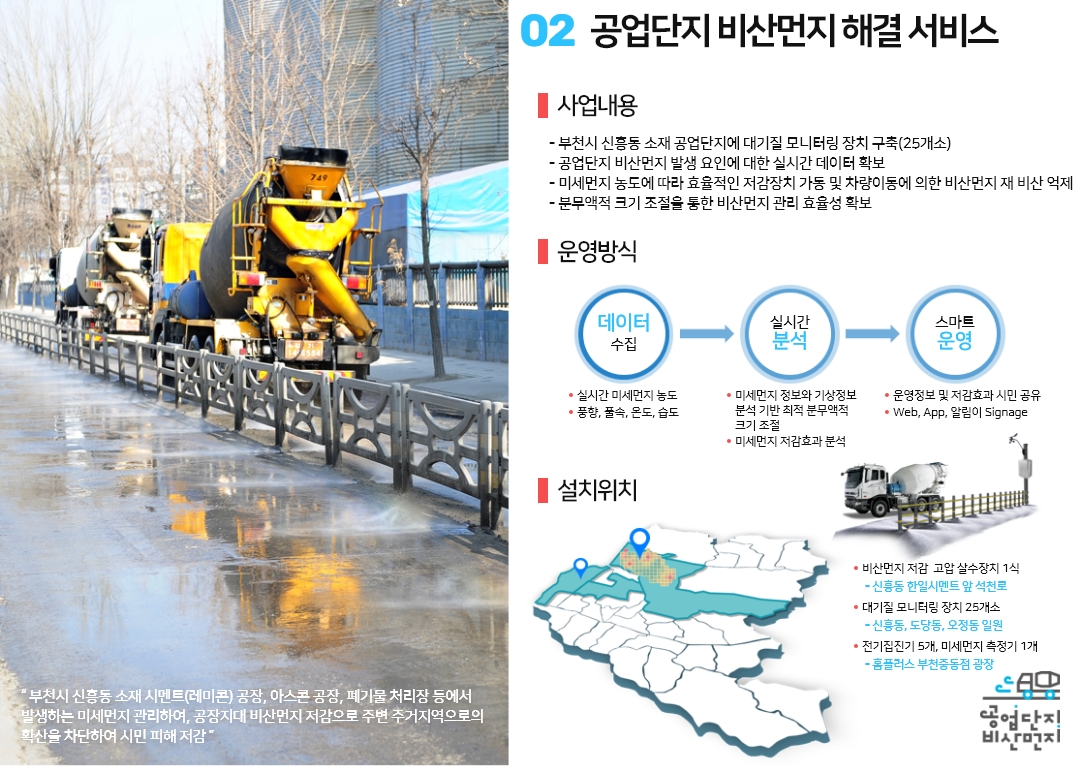 02 공업단지 비산먼지 해결 서비스
사업내용
- 부천시 신흥동 소재 공업단지에 대기질 모니터링 장치 구축(25개소)
- 공업단지 비산먼지 발생 요인에 대한 실시간 데이터 확보
- 미세먼지 농도에 따라 효율적인 저감장치 가동 및 차량이동에 의한 비산먼지 재 비산 억제
- 분무액적 크기 조절을 통한 비산먼지 관리 효율성 확보
운영방식
데이터
수집
실시간
분석
스마트
운영
• 실시간 미세먼지 농도
• 풍향, 풍속, 온도, 습도
• 미세먼지 정보와 기상정보
분석 기반 최적 분무액적
크기 조절
• 미세먼지 저감효과 분석
• 운영정보 및 저감효과 시민 공유
• Web, App, 알림이 Signage
설치위치
• 비산먼지 저감 고압 살수장치 1식
- 신흥동 한일시멘트 앞 석천로
• 대기질 모니터링 장치 25개소
- 신흥동, 도당동, 오정동 일원
• 전기집진기 5개, 미세먼지 측정기 1개
- 홈플러스 부천중동점 광장
공업단지
비산먼지
749
" 부천시 신흥동 소재 시멘트(레미콘) 공장, 아스콘 공장, 폐기물 처리장 등에서
발생하는 미세먼지 관리하여, 공장지대 비산먼지 저감으로 주변 주거지역으로의
확산을 차단하여 시민 피해 저감 "